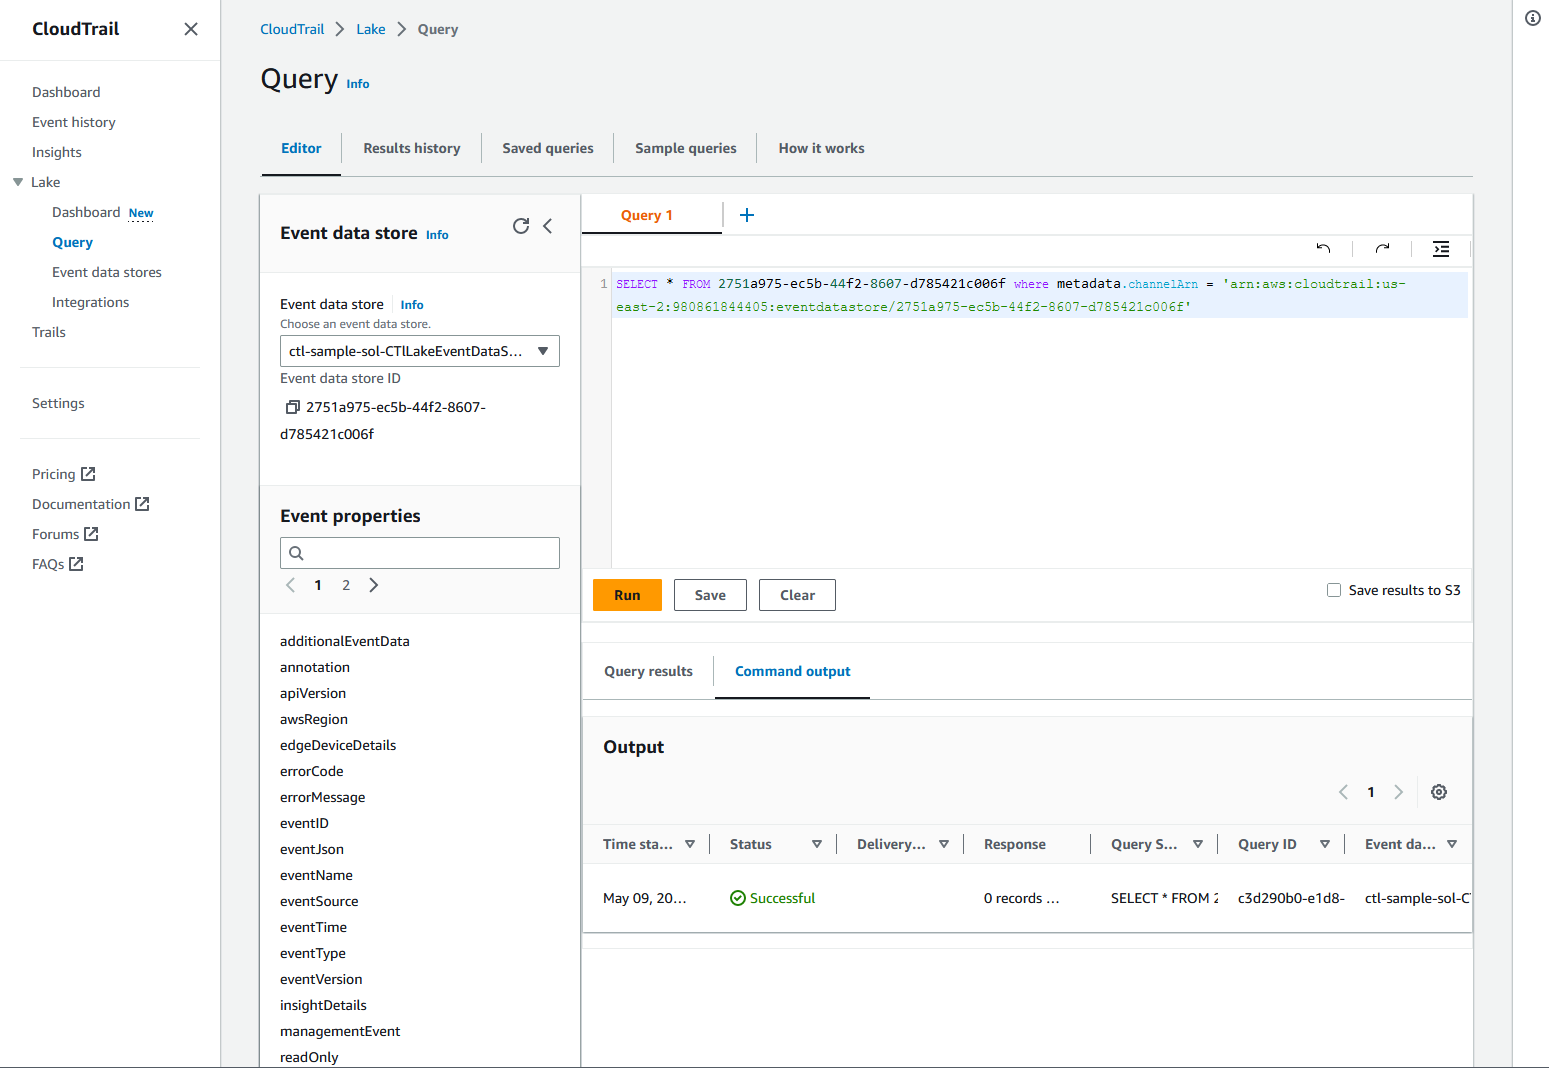 CloudTrail
Dashboard
Event history
Insights
Lake
Dashboard New
Query
Event data stores
Integrations
Trails
Settings
Pricing
Documentation
Forums
FAQs
CloudTrail > Lake > Query
Query Info
Editor
Results history
Saved queries
Sample queries
How it works
Event data store Info
Event data store Info
Choose an event data store.
ctl-sample-sol-CTlLakeEventDataS...
Event data store ID
2751a975-ec5b-44f2-8607-
d785421c006f
Event properties
1 2
additionalEventData
annotation
apiVersion
awsRegion
edgeDeviceDetails
errorCode
errorMessage
eventID
eventJson
eventName
eventSource
eventTime
eventType
eventVersion
insightDetails
managementEvent
readOnly
Query 1
1 SELECT * FROM 2751a975-ec5b-44f2-8607-d785421c006f where metadata.channelArn = 'arn:aws:cloudtrail:us-
east-2:980861844405:eventdatastore/2751a975-ec5b-44f2-8607-d785421c006f'
Run
Save
Clear
Save results to S3
Query results
Command output
Output
1
Time sta... Status Delivery... Response Query S... Query ID Event da...
May 09, 20... Successful 0 records ... SELECT * FROM 2 c3d290b0-e1d8- ctl-sample-sol-C